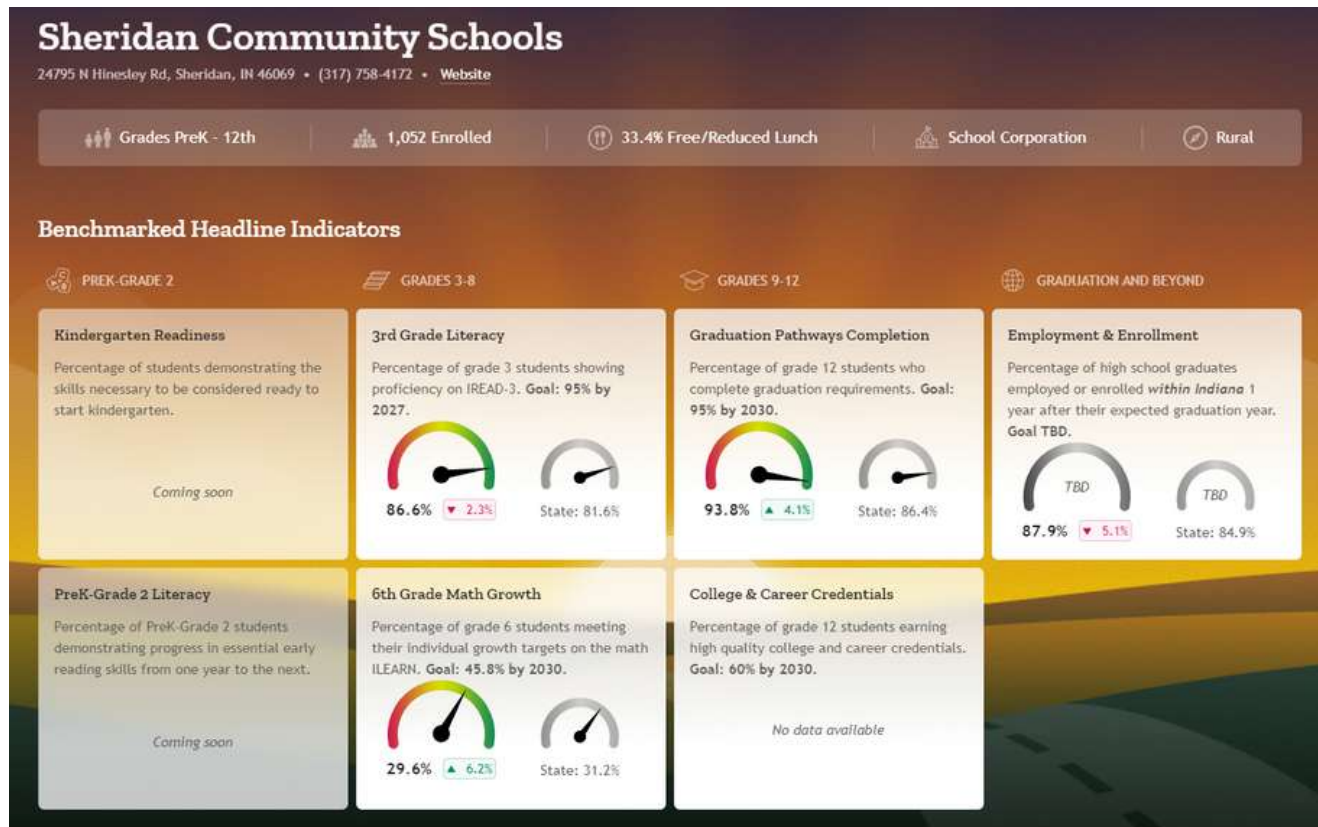 Sheridan Community Schools
24795 N Hinesley Rd, Sheridan, IN 46069 • (317) 758-4172 • Website
Grades PreK - 12th
1,052 Enrolled
33.4% Free/Reduced Lunch
School Corporation
Rural
Benchmarked Headline Indicators
PREK-GRADE 2
GRADES 3-8
GRADES 9-12
GRADUATION AND BEYOND
Kindergarten Readiness
Percentage of students demonstrating the
skills necessary to be considered ready to
start kindergarten.
Coming soon
3rd Grade Literacy
Percentage of grade 3 students showing
proficiency on IREAD-3. Goal: 95% by
2027.
86.6% ▼ 2.3%
State: 81.6%
Graduation Pathways Completion
Percentage of grade 12 students who
complete graduation requirements. Goal:
95% by 2030.
93.8% ▲ 4.1%
State: 86.4%
Employment & Enrollment
Percentage of high school graduates
employed or enrolled within Indiana 1
year after their expected graduation year.
Goal TBD.
TBD
TBD
87.9% ▼ 5.1%
State: 84.9%
PreK-Grade 2 Literacy
Percentage of PreK-Grade 2 students
demonstrating progress in essential early
reading skills from one year to the next.
Coming soon
6th Grade Math Growth
Percentage of grade 6 students meeting
their individual growth targets on the math
ILEARN. Goal: 45.8% by 2030.
29.6% ▲ 6.2%
State: 31.2%
College & Career Credentials
Percentage of grade 12 students earning
high quality college and career credentials.
Goal: 60% by 2030.
No data available